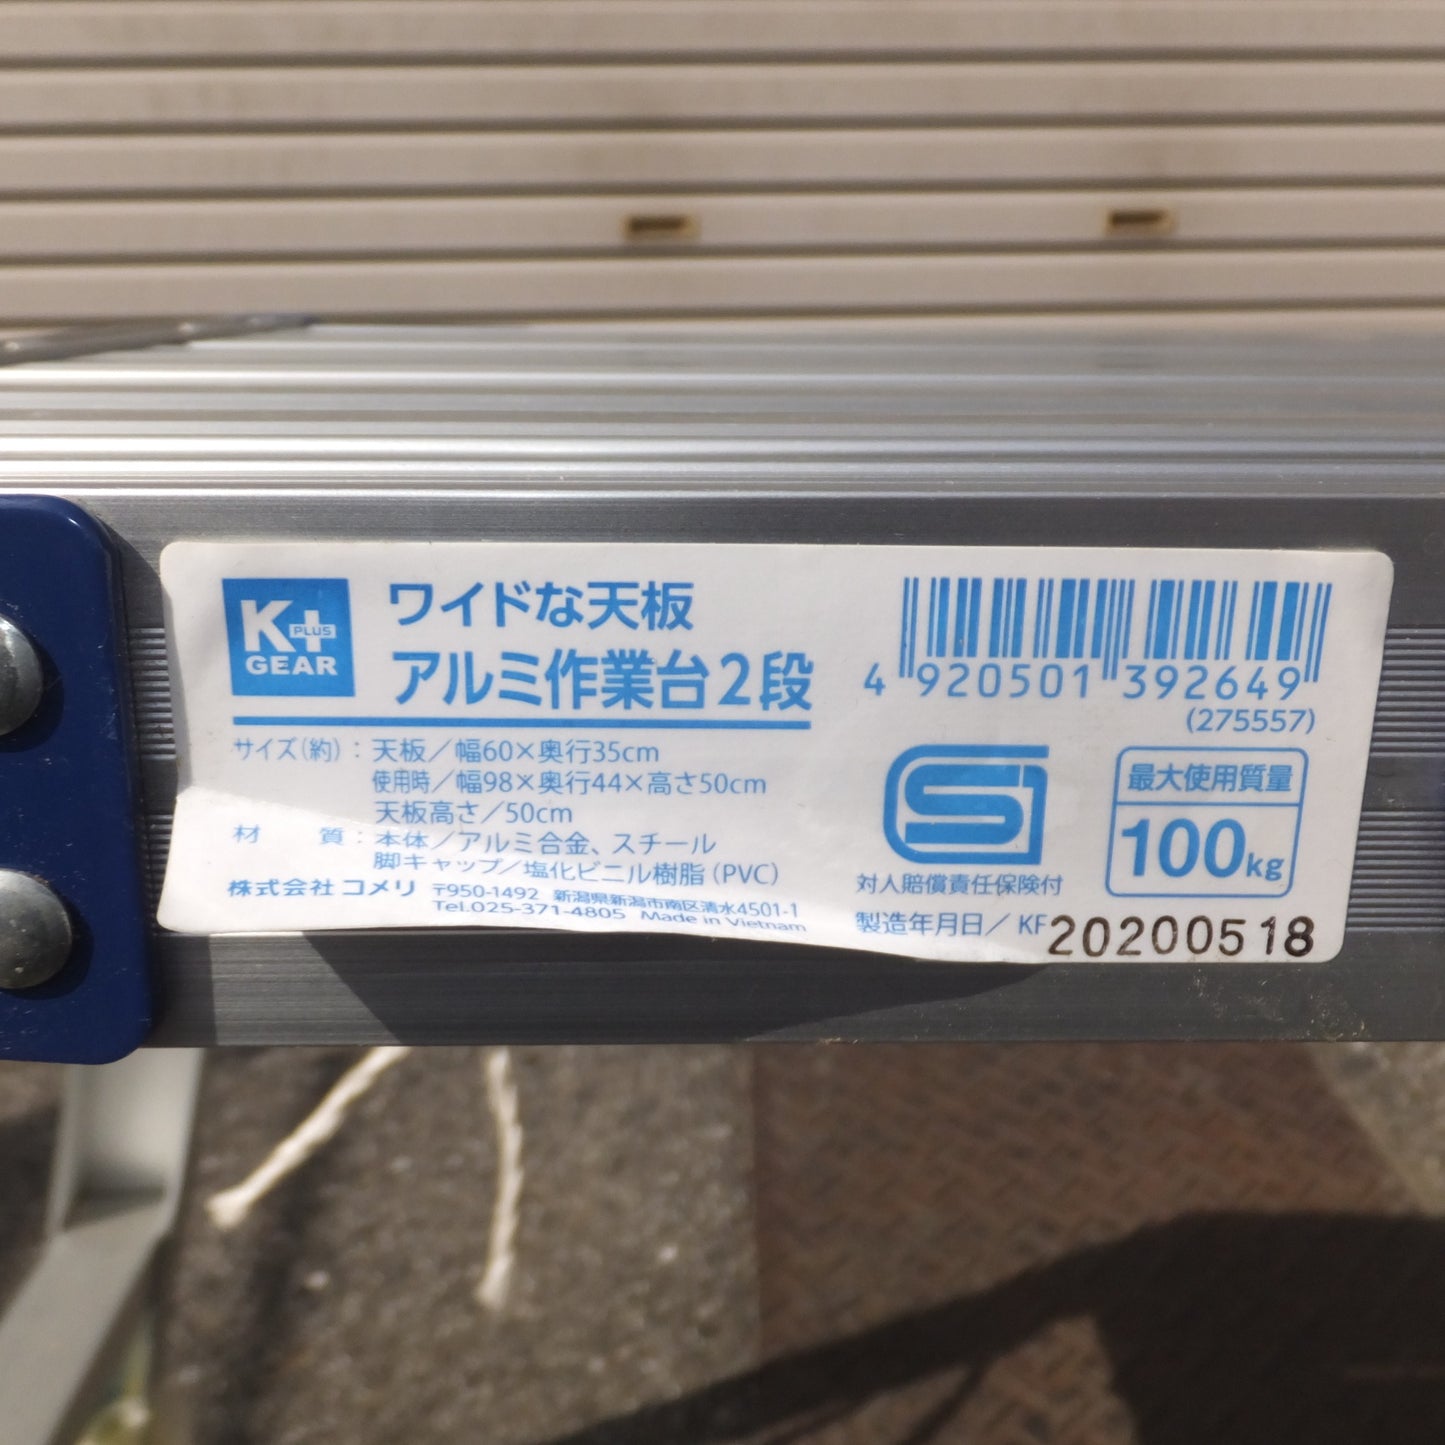 K+
PLUS
GEAR
ワイドな天板
アルミ作業台2段
サイズ(約)：天板／幅60×奥行35cm
使用時／幅98×奥行44×高さ50cm
天板高さ／50cm
材　質：本体／アルミ合金、スチール
脚キャップ／塩化ビニル樹脂(PVC)
株式会社 コメリ 〒950-1492 新潟県新潟市南区清水4501-1
Tel.025-371-4805 Made in Vietnam
4 920501 392649
(275557)
SG
対人賠償責任保険付
最大使用質量
100kg
製造年月日／KF20200518